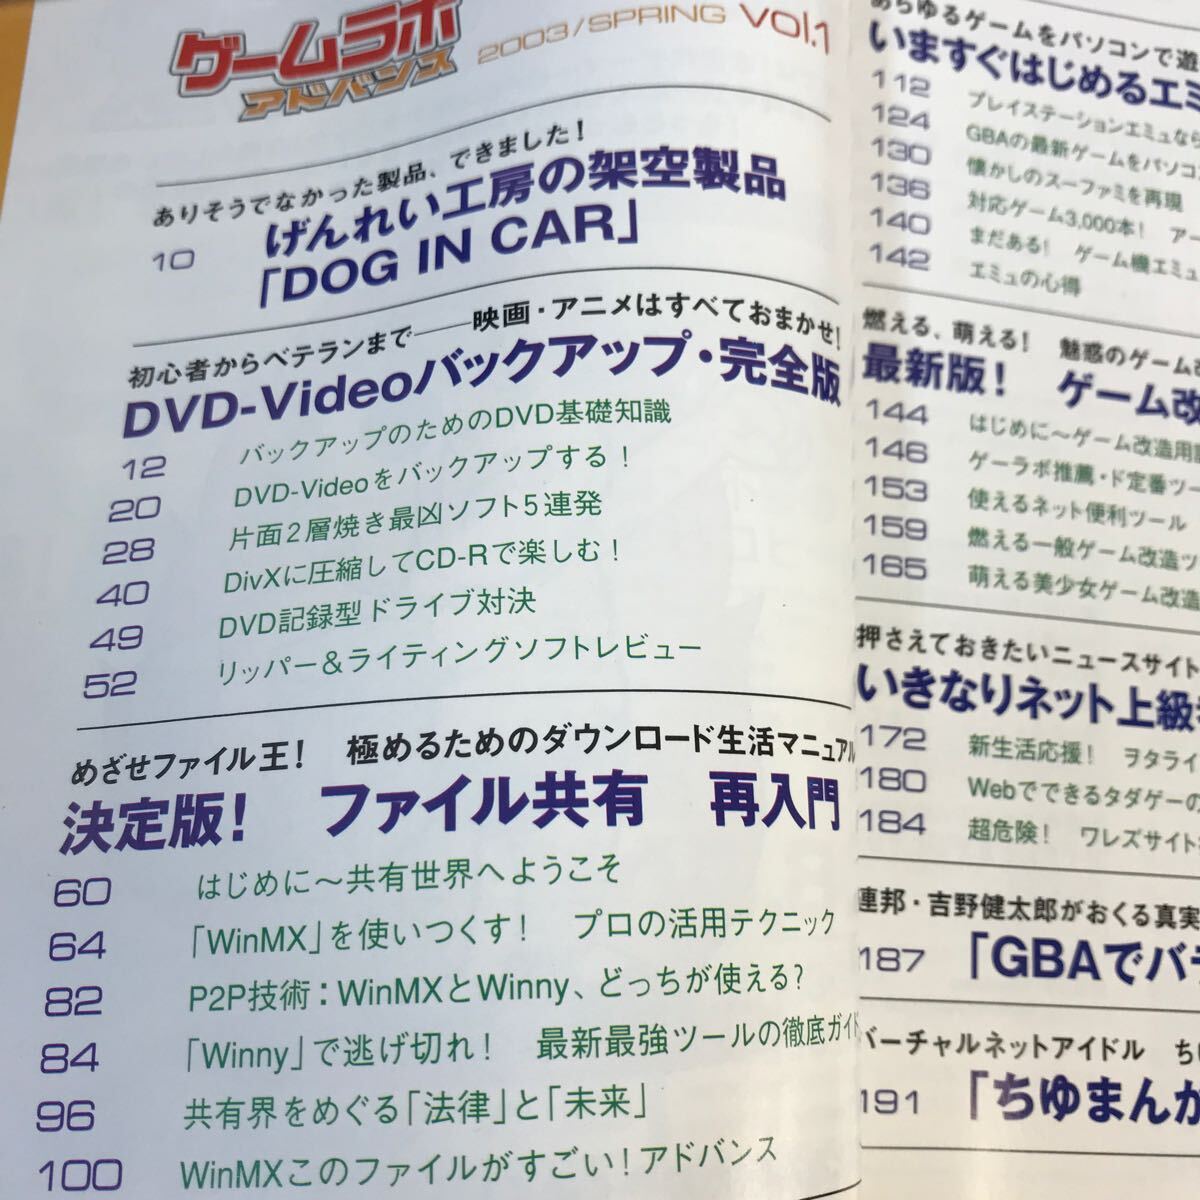 ゲームラボ
アドバンス
2003/SPRING VOL.1
ありそうでなかった製品、できました！
10 げんれい工房の架空製品
「DOG IN CAR」
初心者からベテランまで――映画・アニメはすべておまかせ！
DVD-Videoバックアップ・完全版
12 バックアップのためのDVD基礎知識
20 DVD-Videoをバックアップする！
28 片面2層焼き最凶ソフト5連発
40 DivXに圧縮してCD-Rで楽しむ！
49 DVD記録型ドライブ対決
52 リッパー＆ライティングソフトレビュー
めざせファイル王！ 極めるためのダウンロード生活マニュアル
決定版！ ファイル共有 再入門
60 はじめに～共有世界へようこそ
64 「WinMX」を使いつくす！ プロの活用テクニック
82 P2P技術：WinMXとWinny、どっちが使える？
84 「Winny」で逃げ切れ！ 最新最強ツールの徹底ガイド
96 共有界をめぐる「法律」と「未来」
100 WinMXこのファイルがすごい！アドバンス
あらゆるゲームをパソコンで遊
いますぐはじめるエミ
112 プレイステーションエミュなら
124 GBAの最新ゲームをパソコ
130 懐かしのスーファミを再現
136 対応ゲーム3,000本！ アー
140 まだある！ ゲーム機エミュ
142 エミュの心得
燃える、萌える！ 魅惑のゲーム改
最新版！ ゲーム改
144 はじめに～ゲーム改造用語
146 ゲーラボ推薦・ド定番ツー
153 使えるネット便利ツール
159 燃える一般ゲーム改造ツ
165 萌える美少女ゲーム改造
押さえておきたいニュースサイト
いきなりネット上級
172 新生活応援！ ヲタライ
180 Webでできるタダゲーの
184 超危険！ ワレズサイト
連邦・吉野健太郎がおくる真実
187 「GBAでバ
バーチャルネットアイドル ち
191 「ちゆまんが